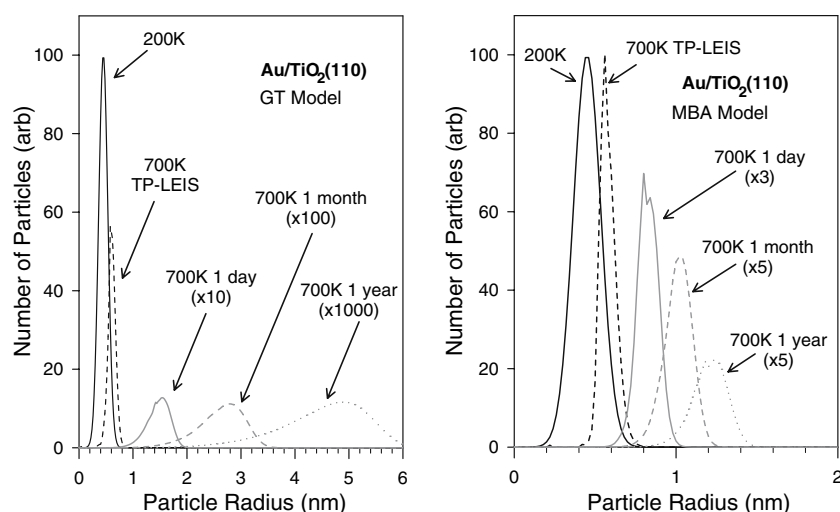 200K
Au/TiO2(110)
GT Model
700K
TP-LEIS
700K 1 month
(x100)
700K 1 day
(x10)
700K 1 year
(x1000)
100
80
60
40
20
0
Number of Particles (arb)
0 1 2 3 4 5 6
Particle Radius (nm)
200K
700K TP-LEIS
Au/TiO2(110)
MBA Model
700K 1 day
(x3)
700K 1 month
(x5)
700K 1 year
(x5)
100
80
60
40
20
0
Number of Particles (arb)
0 1 2
Particle Radius (nm)